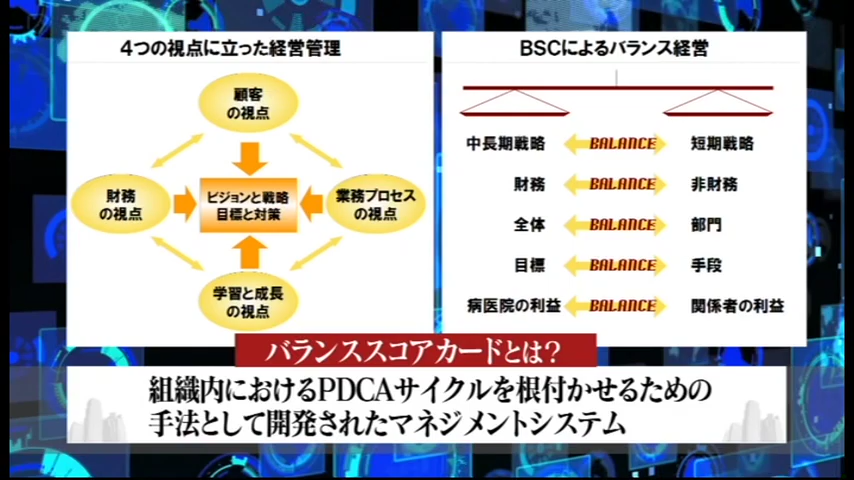 4つの視点に立った経営管理
顧客
の視点
財務
の視点
ビジョンと戦略
目標と対策
業務プロセス
の視点
学習と成長
の視点
BSCによるバランス経営
中長期戦略 BALANCE 短期戦略
財務 BALANCE 非財務
全体 BALANCE 部門
目標 BALANCE 手段
病医院の利益 BALANCE 関係者の利益
バランススコアカードとは?
組織内におけるPDCAサイクルを根付かせるための
手法として開発されたマネジメントシステム